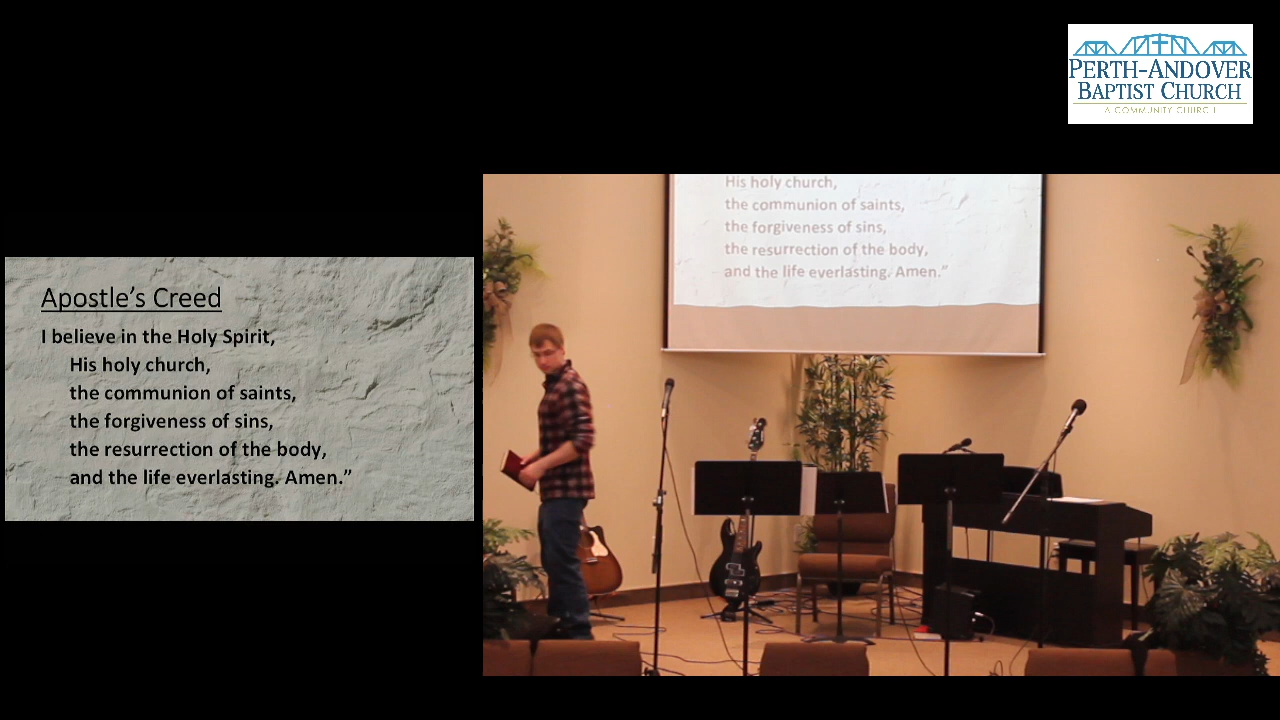 PERTH-ANDOVER
BAPTIST CHURCH
A COMMUNITY CHURCH
Apostle's Creed
I believe in the Holy Spirit,
His holy church,
the communion of saints,
the forgiveness of sins,
the resurrection of the body,
and the life everlasting. Amen.”
His holy church,
the communion of saints,
the forgiveness of sins,
the resurrection of the body,
and the life everlasting. Amen.”